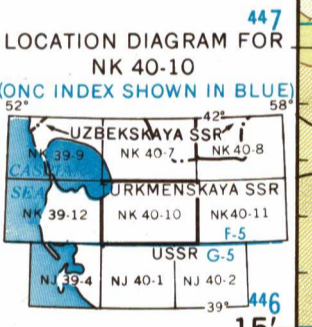 447
LOCATION DIAGRAM FOR
NK 40-10
(ONC INDEX SHOWN IN BLUE)
52° 42° 58°
UZBEKSKAYA SSR
NK 39-9 NK 40-7 NK 40-8
CASPIAN
SEA TURKMENSKAYA SSR
NK 39-12 NK 40-10 NK40-11
F-5
USSR G-5
NJ 39-4 NJ 40-1 NJ 40-2
39° 446
15'